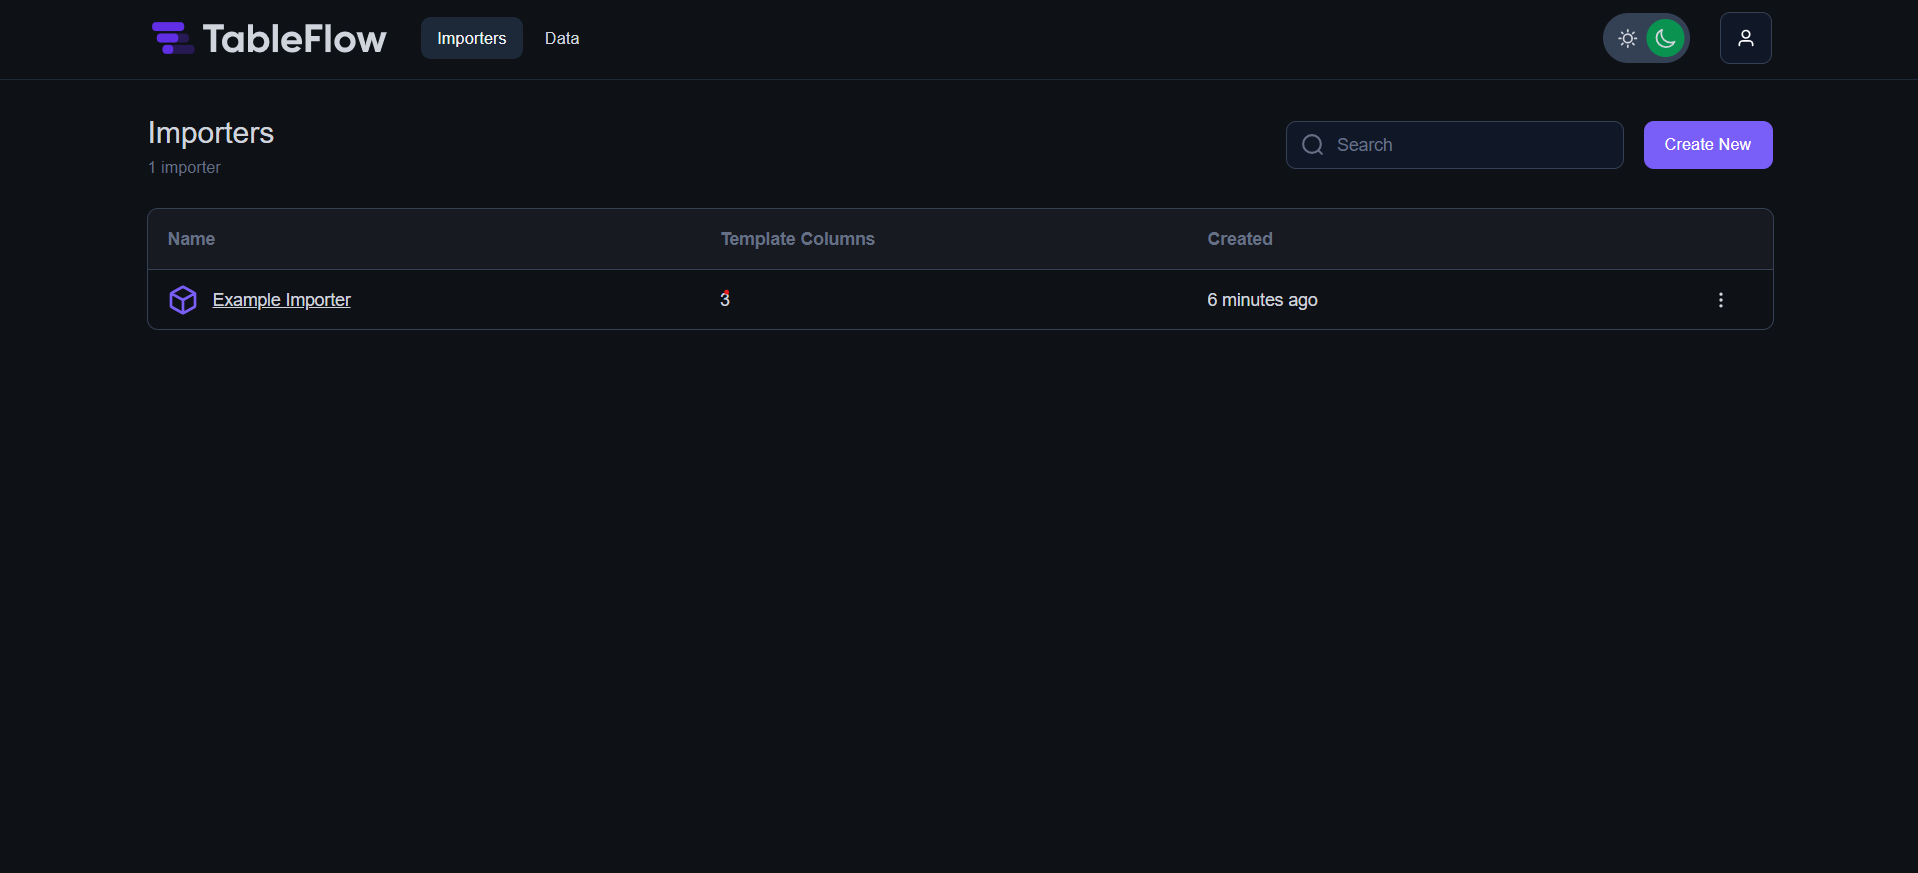 TableFlow Importers Data
Importers
1 importer
Search
Create New
Name Template Columns Created
Example Importer 3 6 minutes ago